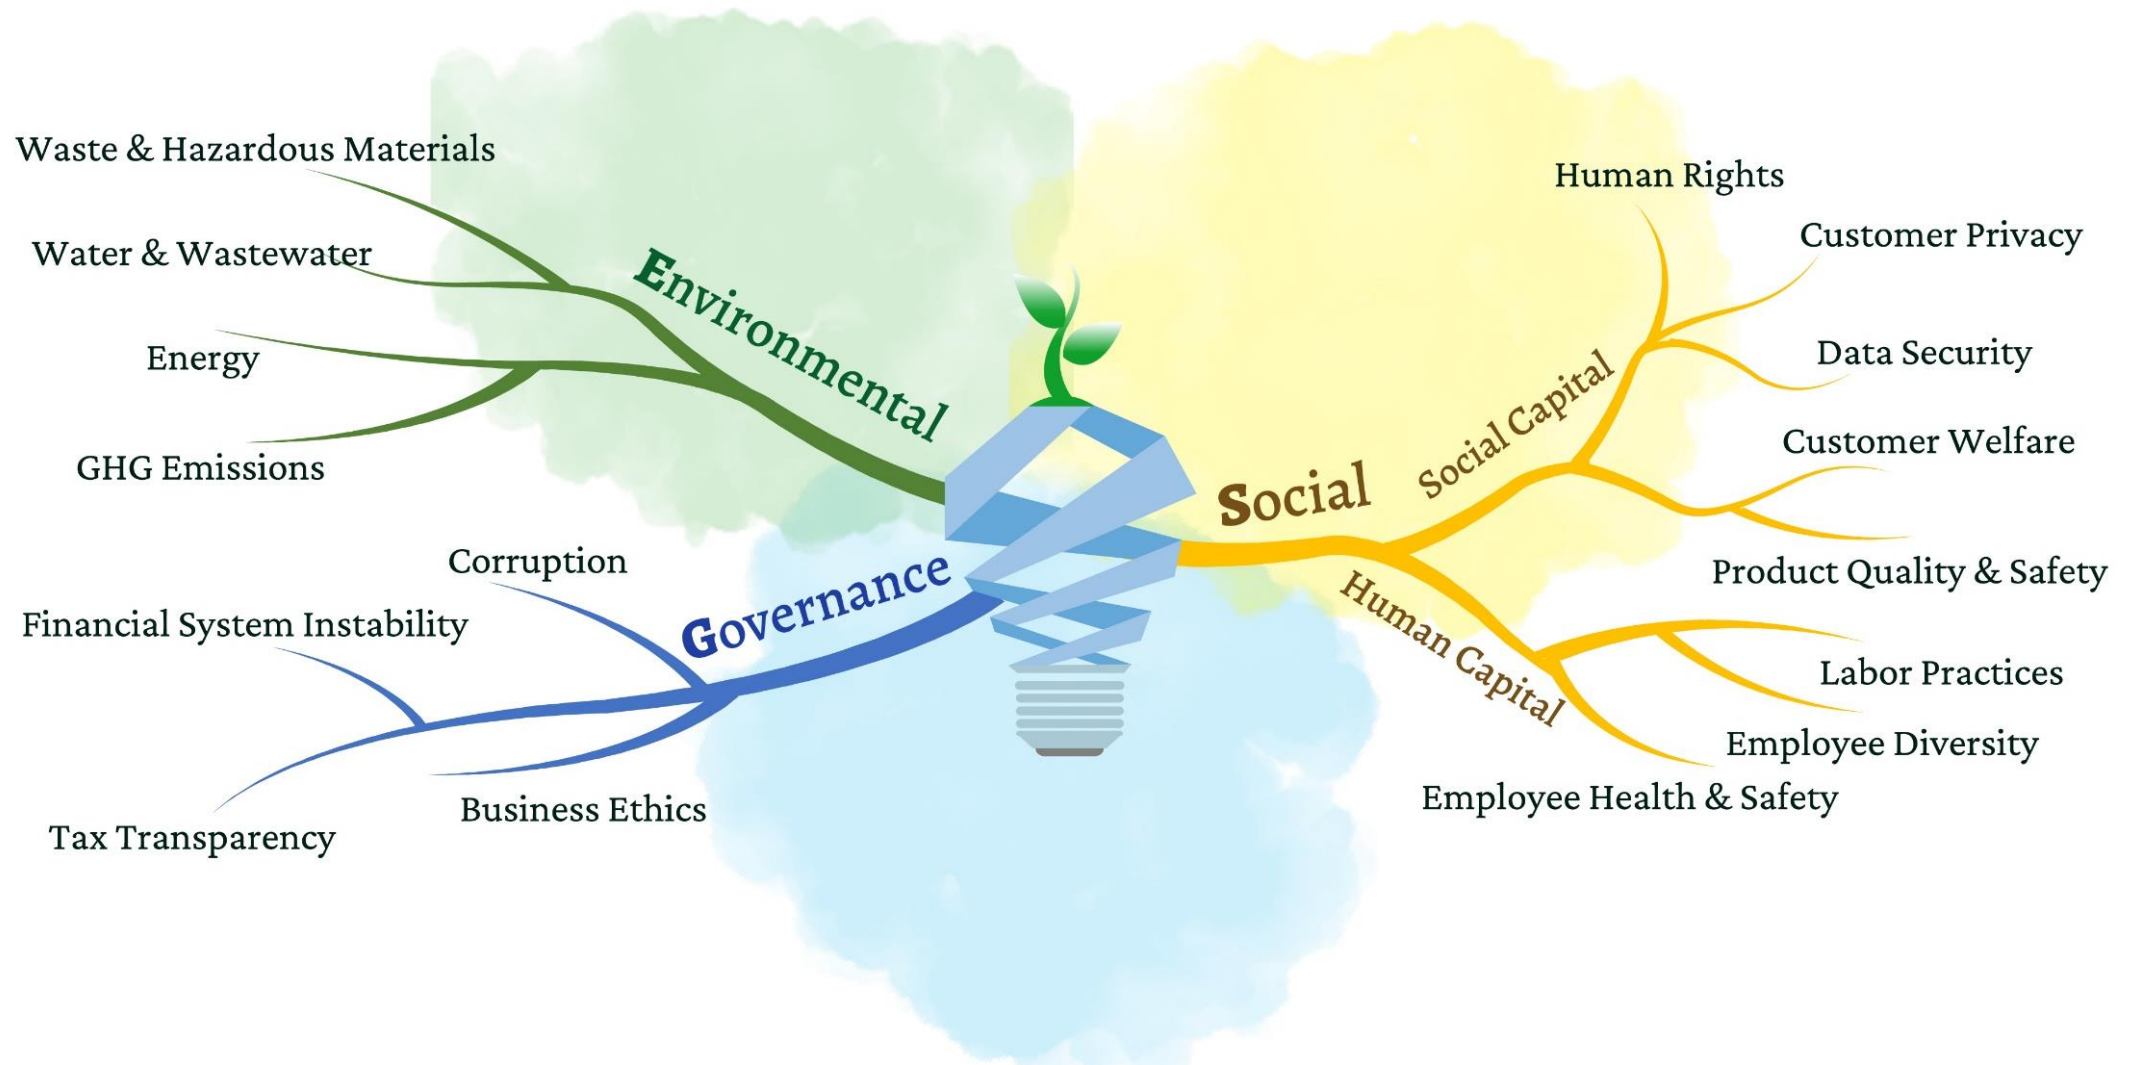 Waste & Hazardous Materials
Water & Wastewater
Energy
GHG Emissions
Environmental
Corruption
Financial System Instability
Governance
Tax Transparency
Business Ethics
Social
Social Capital
Human Rights
Customer Privacy
Data Security
Customer Welfare
Product Quality & Safety
Human Capital
Labor Practices
Employee Diversity
Employee Health & Safety